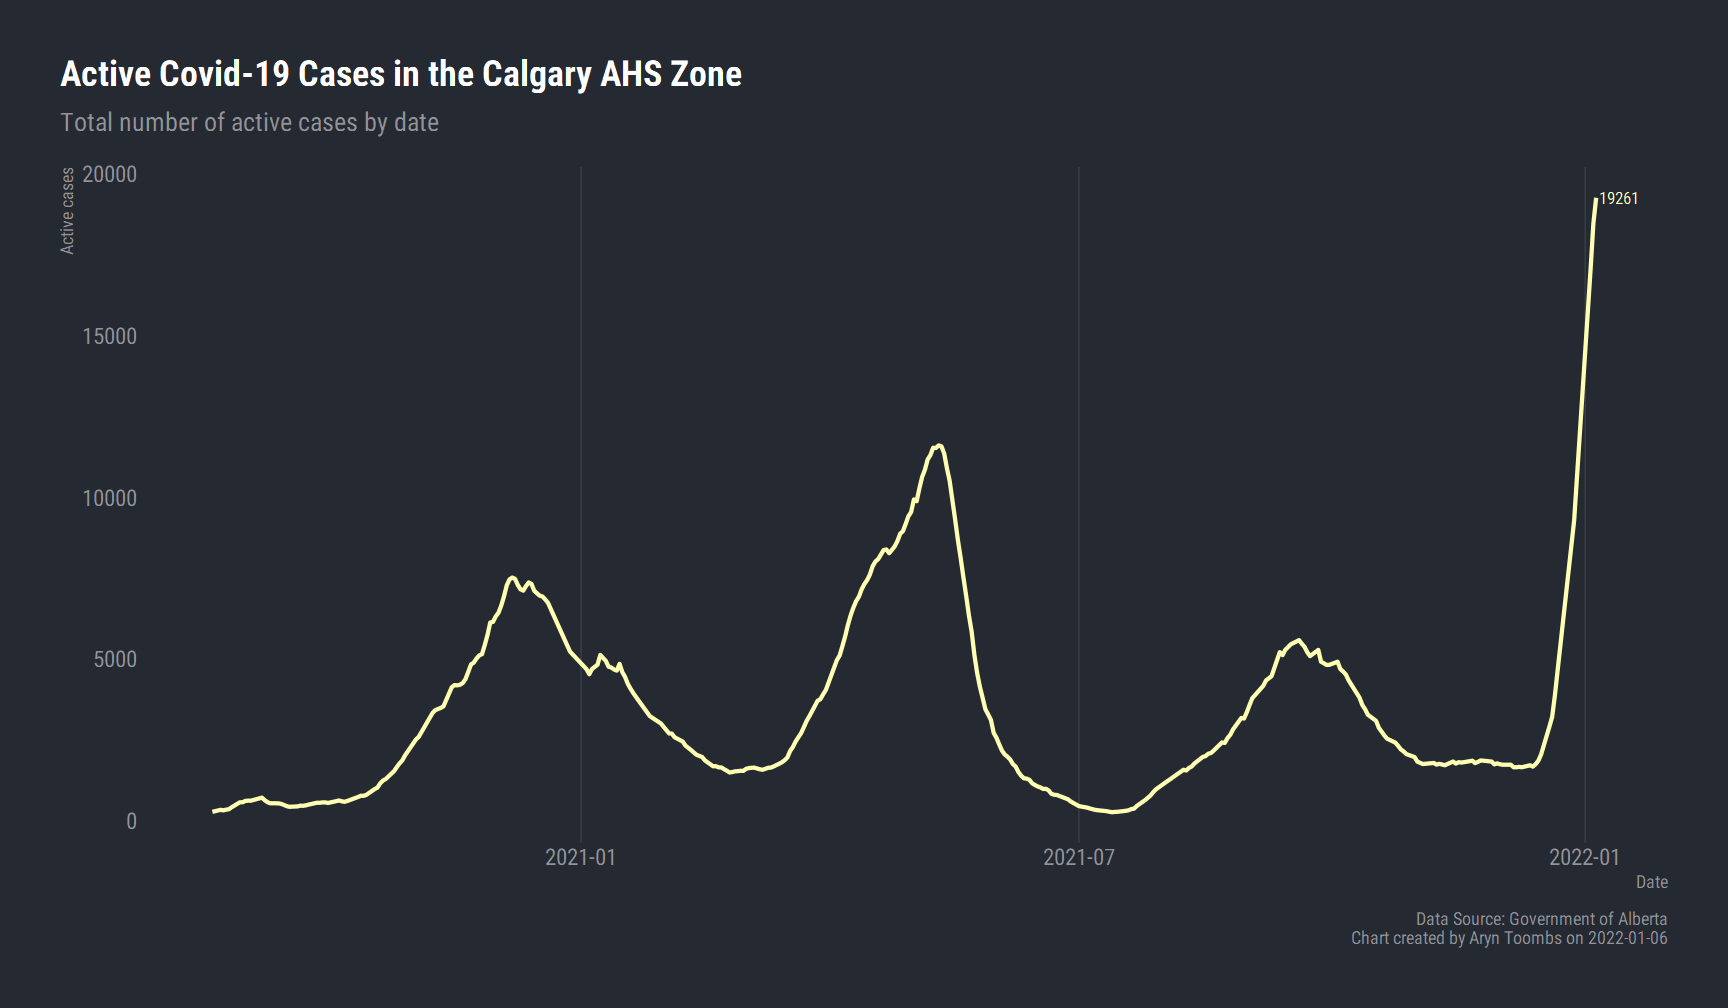 Active Covid-19 Cases in the Calgary AHS Zone
Total number of active cases by date
Active cases
20000
19261
15000
10000
5000
0
2021-01
2021-07
2022-01
Date
Data Source: Government of Alberta
Chart created by Aryn Toombs on 2022-01-06